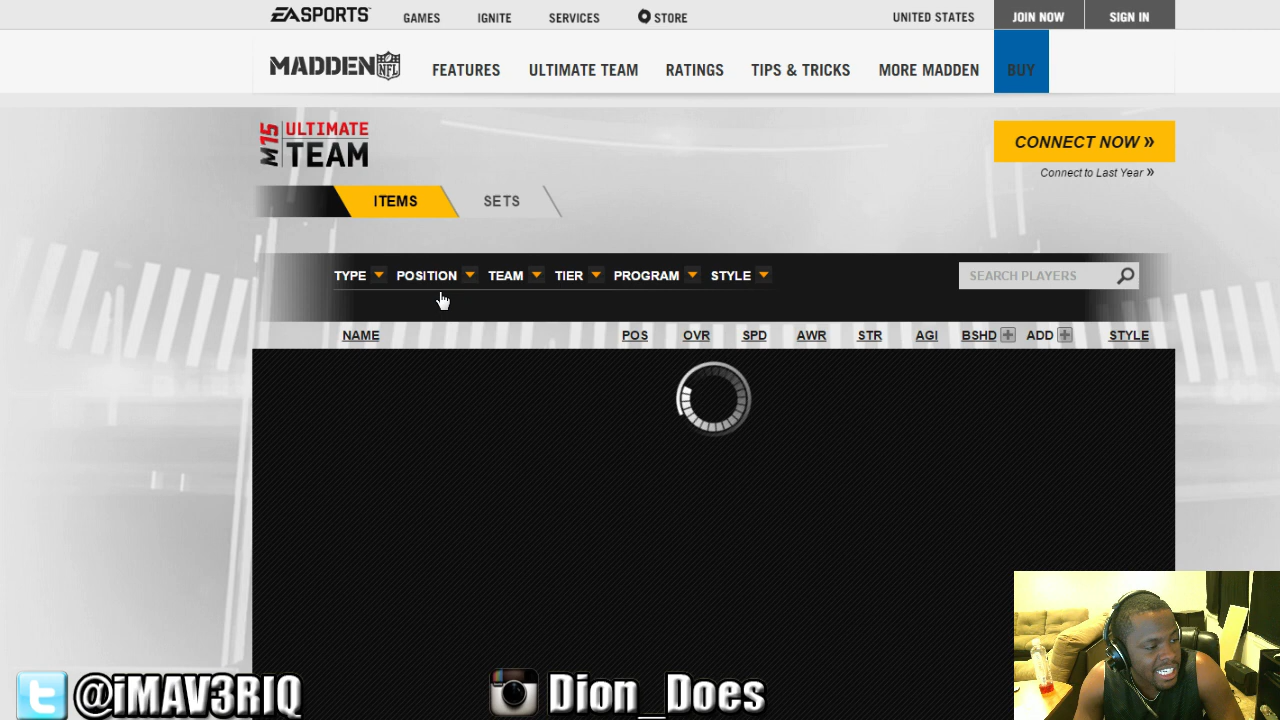 EA SPORTS GAMES IGNITE SERVICES STORE UNITED STATES JOIN NOW SIGN IN
MADDEN NFL FEATURES ULTIMATE TEAM RATINGS TIPS & TRICKS MORE MADDEN BUY
M15 ULTIMATE TEAM
CONNECT NOW »
Connect to Last Year »
ITEMS SETS
TYPE POSITION TEAM TIER PROGRAM STYLE SEARCH PLAYERS
NAME POS OVR SPD AWR STR AGI BSHD + ADD + STYLE
@iMAV3RIQ Dion_Does